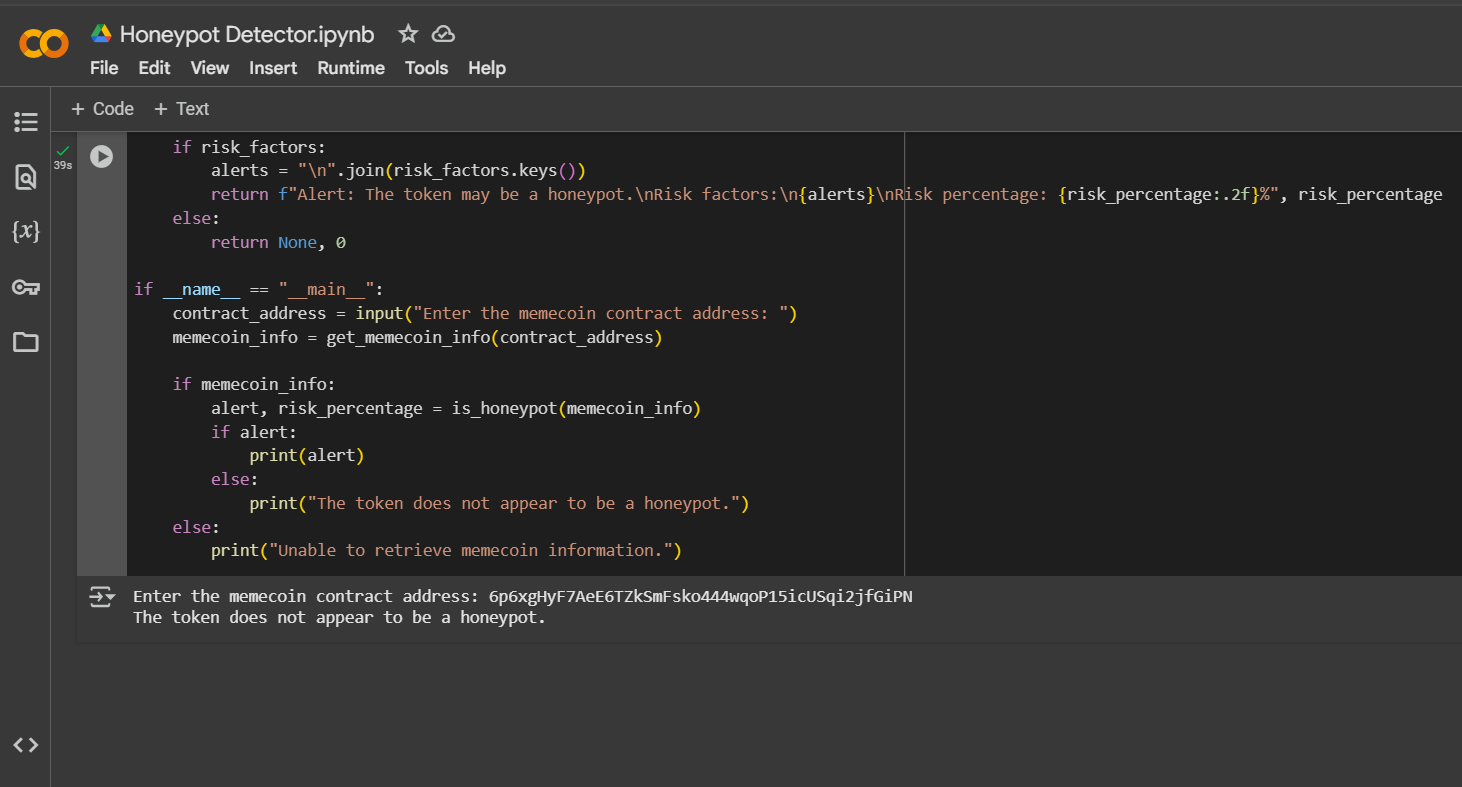 Honeypot Detector.ipynb
File Edit View Insert Runtime Tools Help
+ Code + Text
39s
{x}
    if risk_factors:
        alerts = "\n".join(risk_factors.keys())
        return f"Alert: The token may be a honeypot.\nRisk factors:\n{alerts}\nRisk percentage: {risk_percentage:.2f}%", risk_percentage
    else:
        return None, 0
if __name__ == "__main__":
    contract_address = input("Enter the memecoin contract address: ")
    memecoin_info = get_memecoin_info(contract_address)
    if memecoin_info:
        alert, risk_percentage = is_honeypot(memecoin_info)
        if alert:
            print(alert)
        else:
            print("The token does not appear to be a honeypot.")
    else:
        print("Unable to retrieve memecoin information.")
Enter the memecoin contract address: 6p6xgHyF7AeE6TZkSmFsko444wqoP15icUSqi2jfGiPN
The token does not appear to be a honeypot.